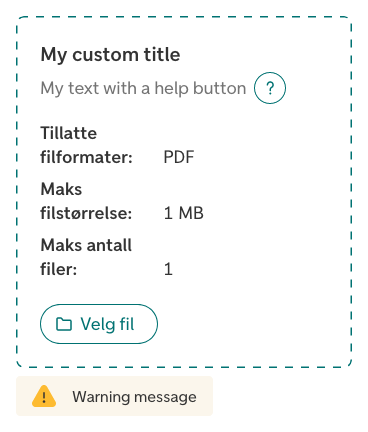 My custom title
My text with a help button ?
Tillatte
filformater: PDF
Maks
filstørrelse: 1 MB
Maks antall
filer: 1
Velg fil
Warning message